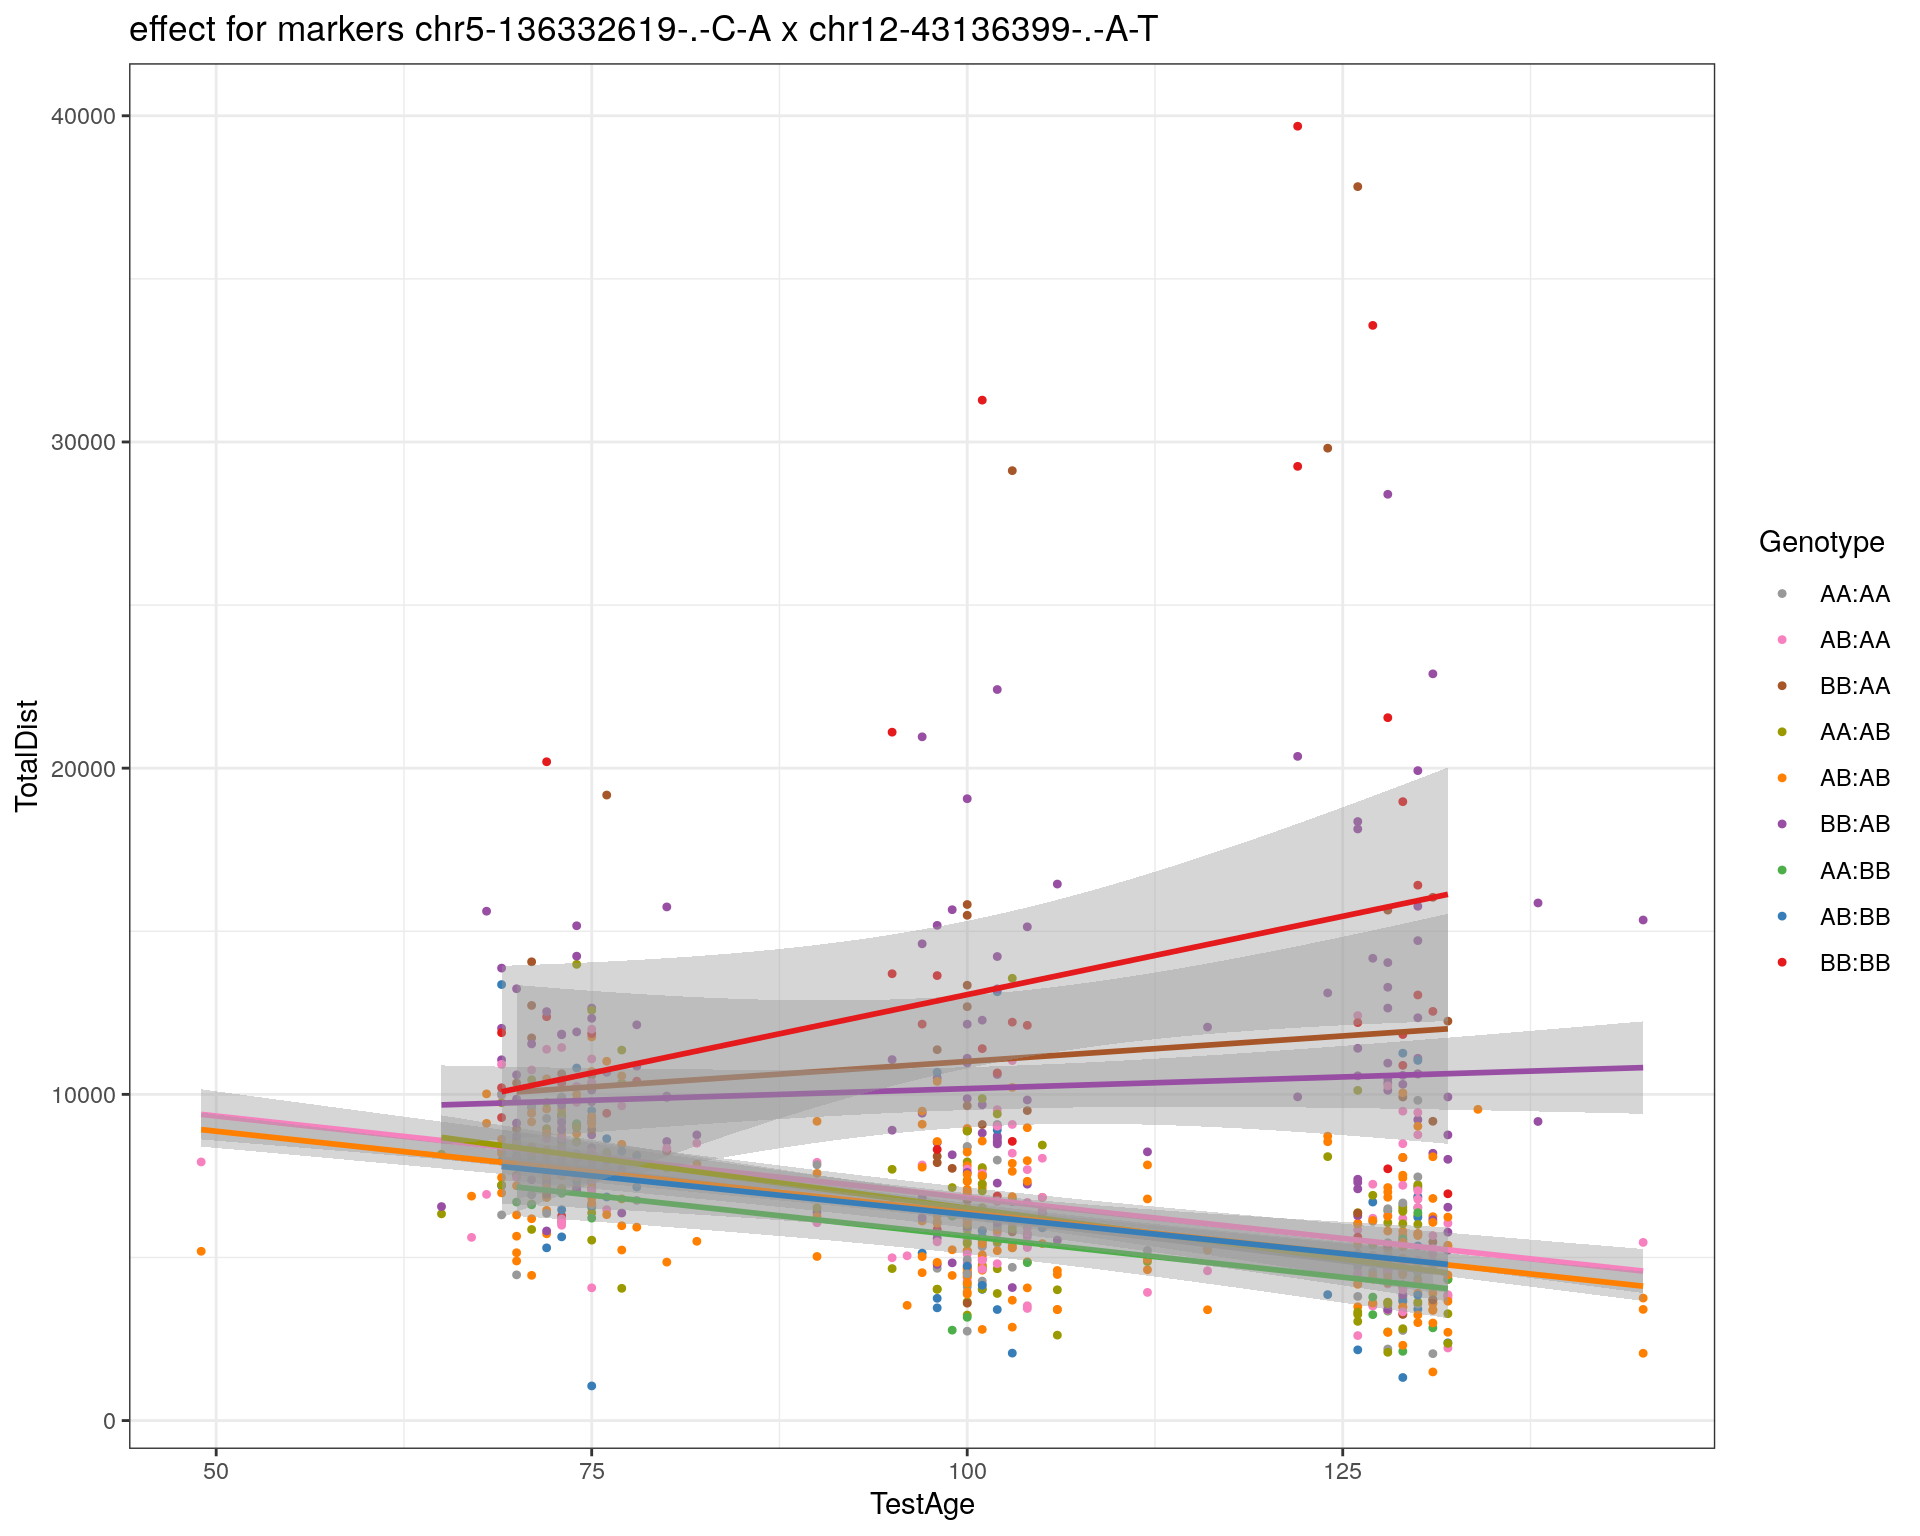 effect for markers chr5-136332619-.-C-A x chr12-43136399-.-A-T
40000
30000
20000
10000
0
TotalDist
50
75
100
125
TestAge
Genotype
AA:AA
AB:AA
BB:AA
AA:AB
AB:AB
BB:AB
AA:BB
AB:BB
BB:BB